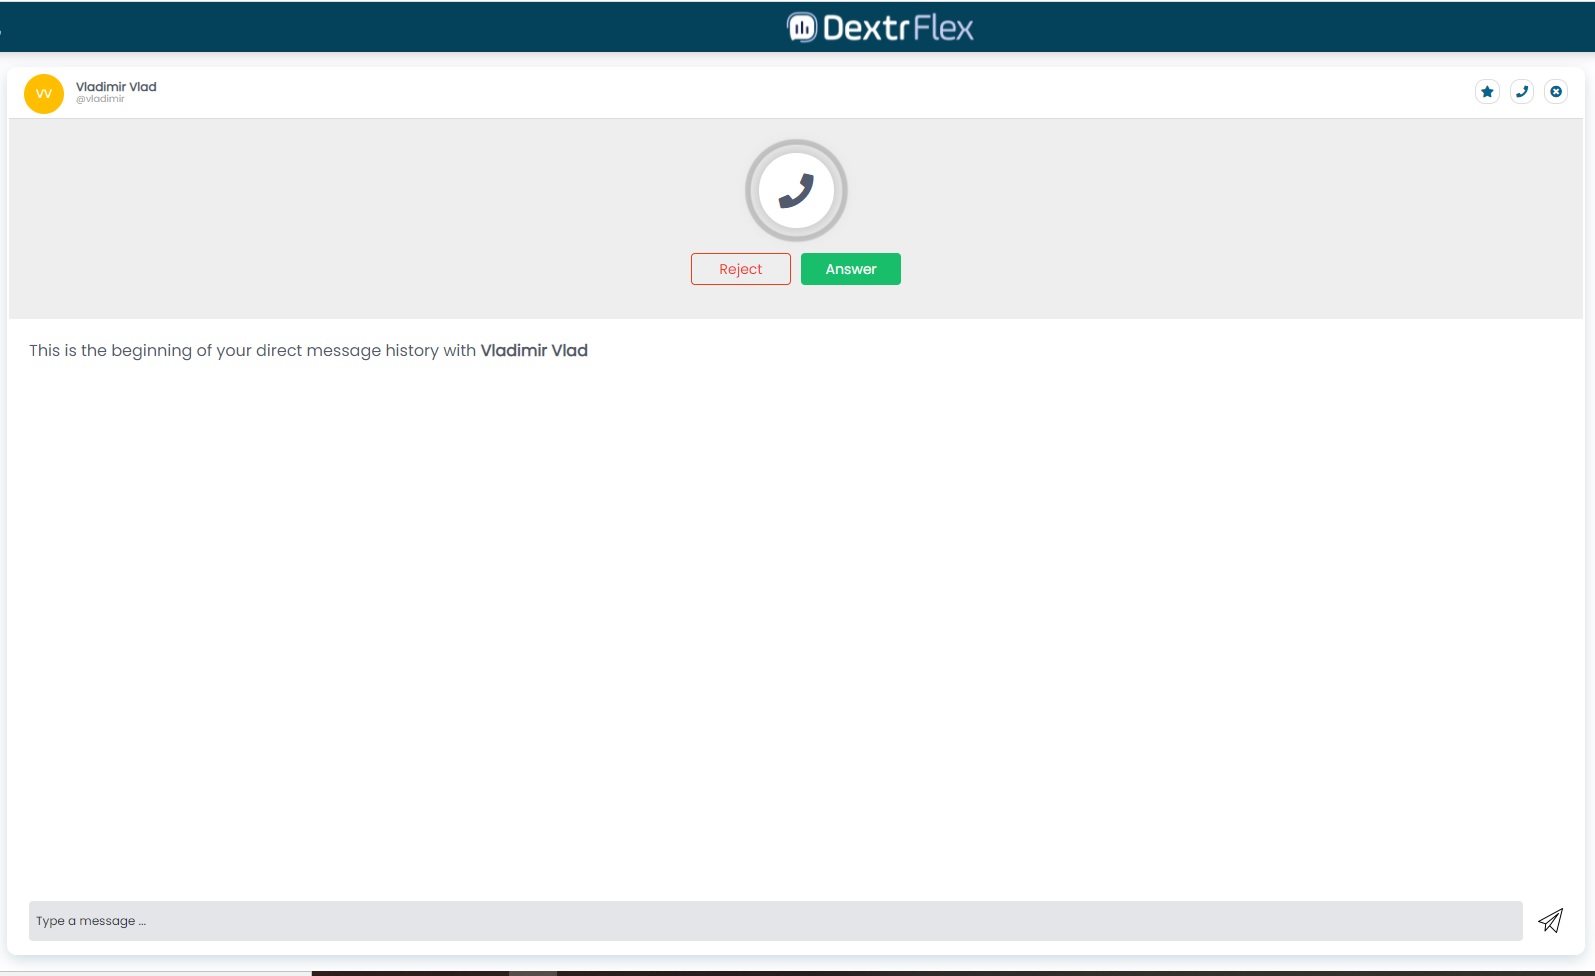 DextrFlex
VV
Vladimir Vlad
@vladimir
Reject
Answer
This is the beginning of your direct message history with Vladimir Vlad
Type a message ...